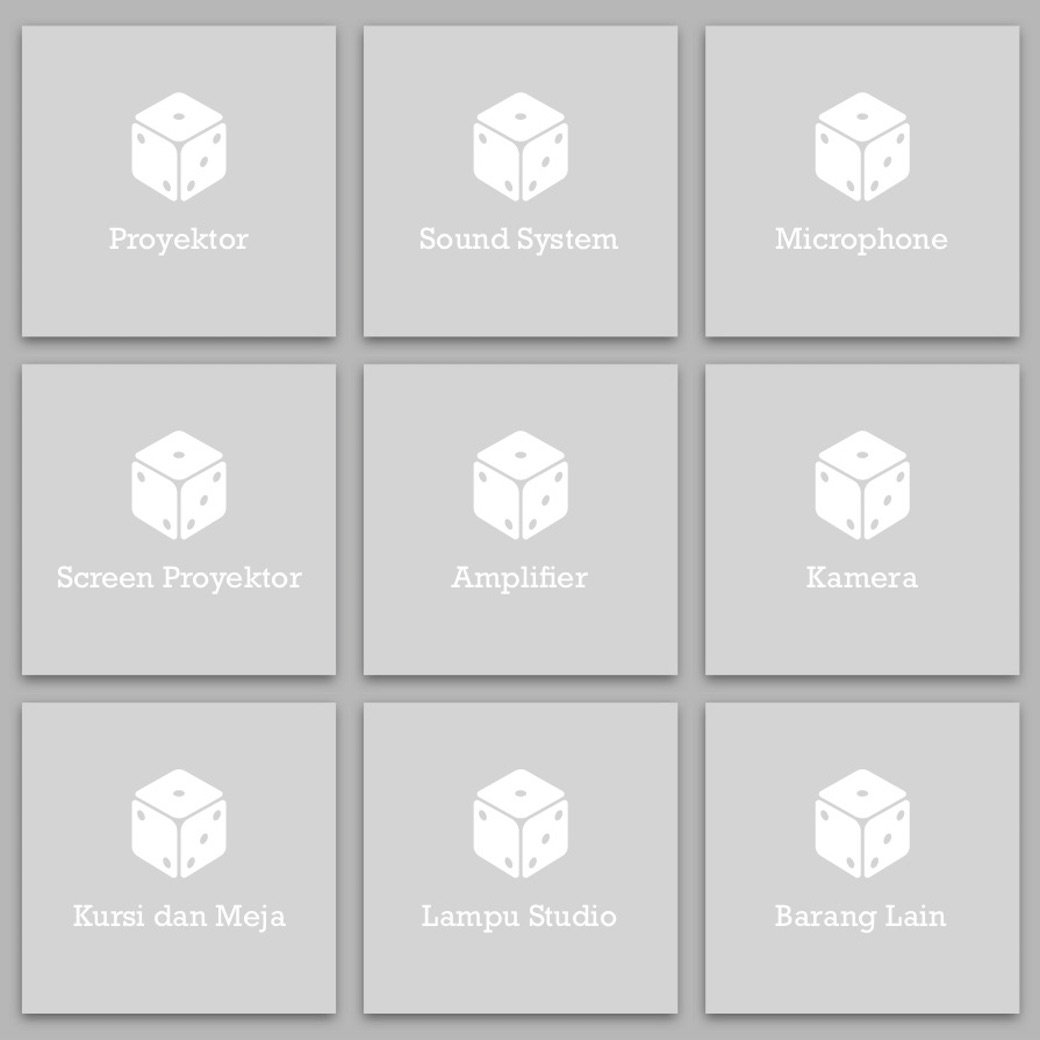 Proyektor
Sound System
Microphone
Screen Proyektor
Amplifier
Kamera
Kursi dan Meja
Lampu Studio
Barang Lain